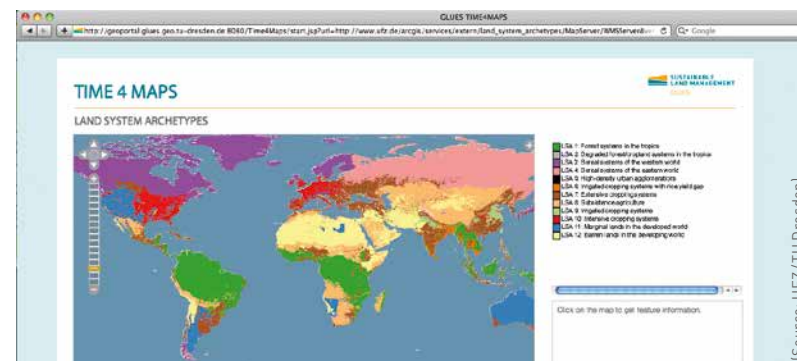 GLUES TIME4MAPS
http://geoportal.glues.geo.tu-dresden.de:8080/Time4Maps/start.jsp?url=http://www.ufz.de/arcgis/services/extern/land_system_archetypes/MapServer/WMSServer
Google
TIME 4 MAPS
SUSTAINABLE
LAND MANAGEMENT
GLUES
LAND SYSTEM ARCHETYPES
LSA 1: Forest systems in the tropics
LSA 2: Degraded forest/cropland systems in the tropics
LSA 3: Boreal systems of the western world
LSA 4: Boreal systems of the eastern world
LSA 5: High-density urban agglomerations
LSA 6: Irrigated cropping systems with rice yield gap
LSA 7: Extensive cropping systems
LSA 8: Subsistence agriculture
LSA 9: Irrigated cropping systems
LSA 10: Intensive cropping systems
LSA 11: Marginal lands in the developed world
LSA 12: Barren lands in the developing world
Click on the map to get feature information.
(Source: UFZ/TU Dresden)